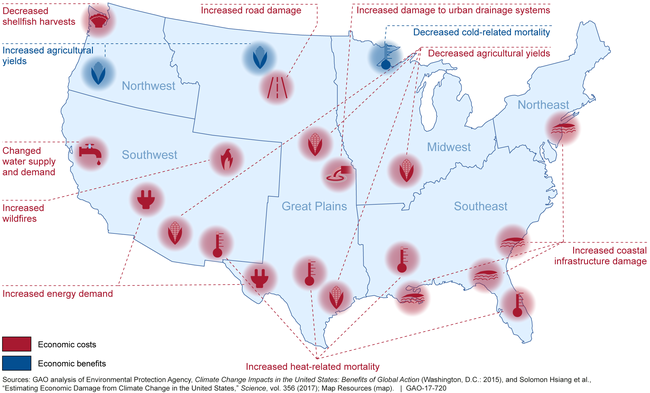 Decreased
shellfish harvests
Increased road damage
Increased damage to urban drainage systems
Increased agricultural
yields
Decreased cold-related mortality
Decreased agricultural yields
Northwest
Northeast
Changed
water supply and demand
Southwest
Midwest
Increased
wildfires
Great Plains
Southeast
Increased coastal
infrastructure damage
Increased energy demand
Economic costs
Economic benefits
Increased heat-related mortality
Sources: GAO analysis of Environmental Protection Agency, Climate Change Impacts in the United States: Benefits of Global Action (Washington, D.C.: 2015), and Solomon Hsiang et al.,
"Estimating Economic Damage from Climate Change in the United States," Science, vol. 356 (2017); Map Resources (map). | GAO-17-720